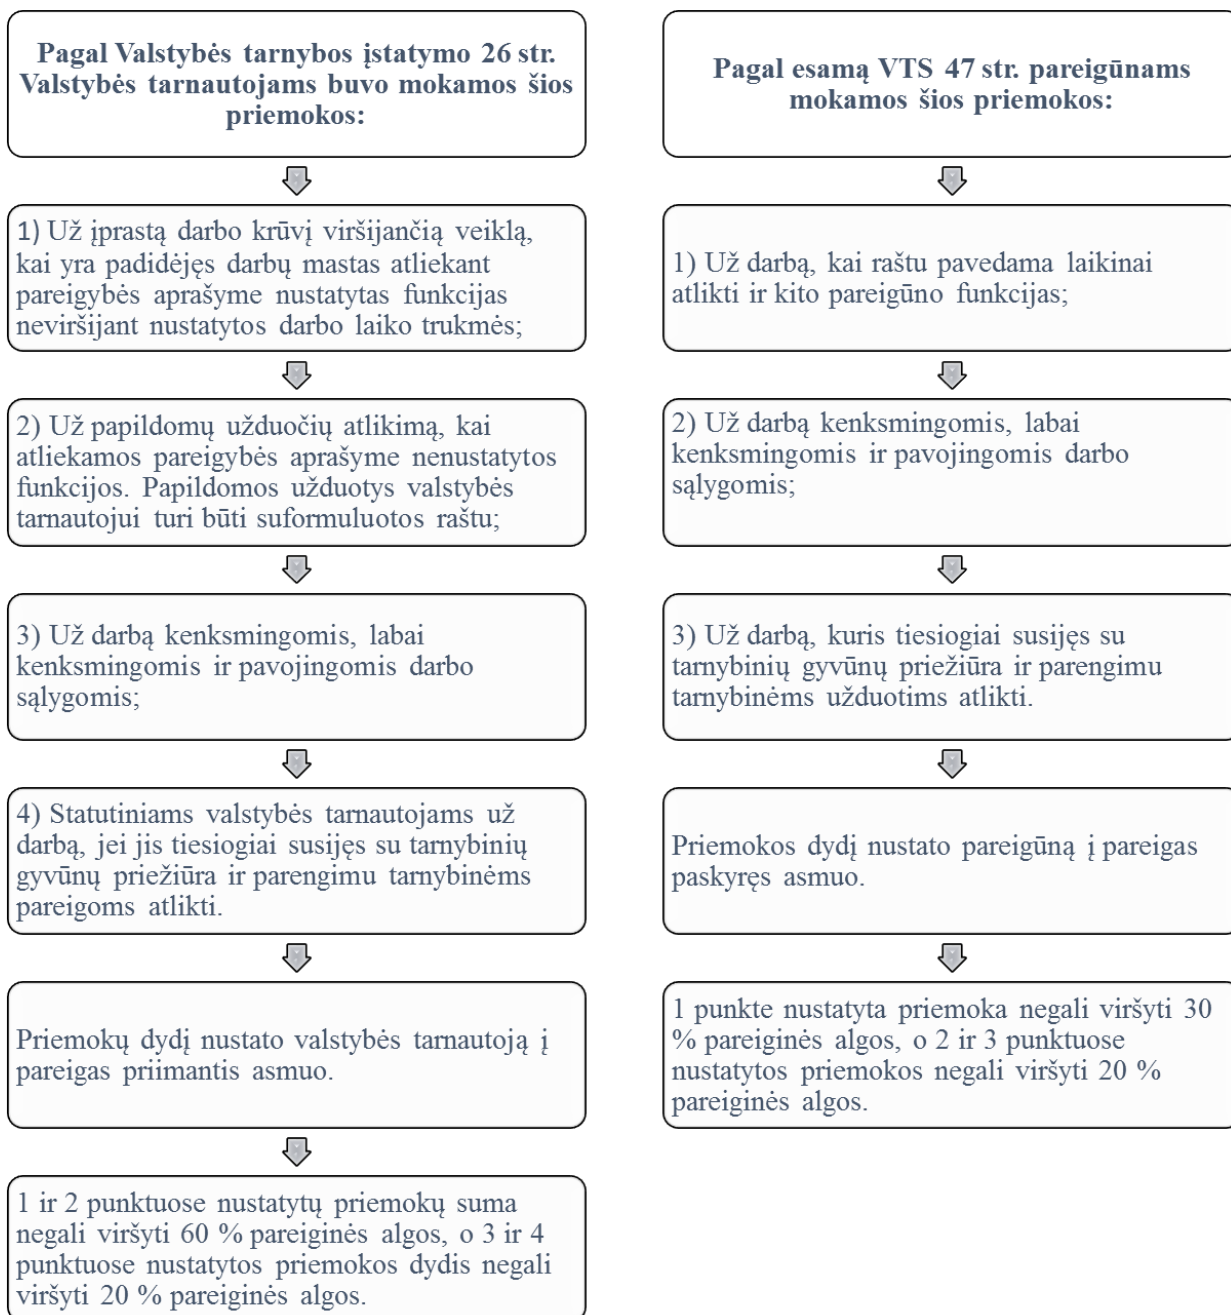 Pagal Valstybės tarnybos įstatymo 26 str.
Valstybės tarnautojams buvo mokamos šios
priemokos:
1) Už įprastą darbo krūvį viršijančią veiklą,
kai yra padidėjęs darbų mastas atliekant
pareigybės aprašyme nustatytas funkcijas
neviršijant nustatytos darbo laiko trukmės;
2) Už papildomų užduočių atlikimą, kai
atliekamos pareigybės aprašyme nenustatytos
funkcijos. Papildomos užduotys valstybės
tarnautojui turi būti suformuluotos raštu;
3) Už darbą kenksmingomis, labai
kenksmingomis ir pavojingomis darbo
sąlygomis;
4) Statutiniams valstybės tarnautojams už
darbą, jei jis tiesiogiai susijęs su tarnybinių
gyvūnų priežiūra ir parengimu tarnybinėms
pareigoms atlikti.
Priemokų dydį nustato valstybės tarnautoją į
pareigas priimantis asmuo.
1 ir 2 punktuose nustatytų priemokų suma
negali viršyti 60 % pareiginės algos, o 3 ir 4
punktuose nustatytos priemokos dydis negali
viršyti 20 % pareiginės algos.
Pagal esamą VTS 47 str. pareigūnams
mokamos šios priemokos:
1) Už darbą, kai raštu pavedama laikinai
atlikti ir kito pareigūno funkcijas;
2) Už darbą kenksmingomis, labai
kenksmingomis ir pavojingomis darbo
sąlygomis;
3) Už darbą, kuris tiesiogiai susijęs su
tarnybinių gyvūnų priežiūra ir parengimu
tarnybinėms užduotims atlikti.
Priemokos dydį nustato pareigūną į pareigas
paskyręs asmuo.
1 punkte nustatyta priemoka negali viršyti 30
% pareiginės algos, o 2 ir 3 punktuose
nustatytos priemokos negali viršyti 20 %
pareiginės algos.